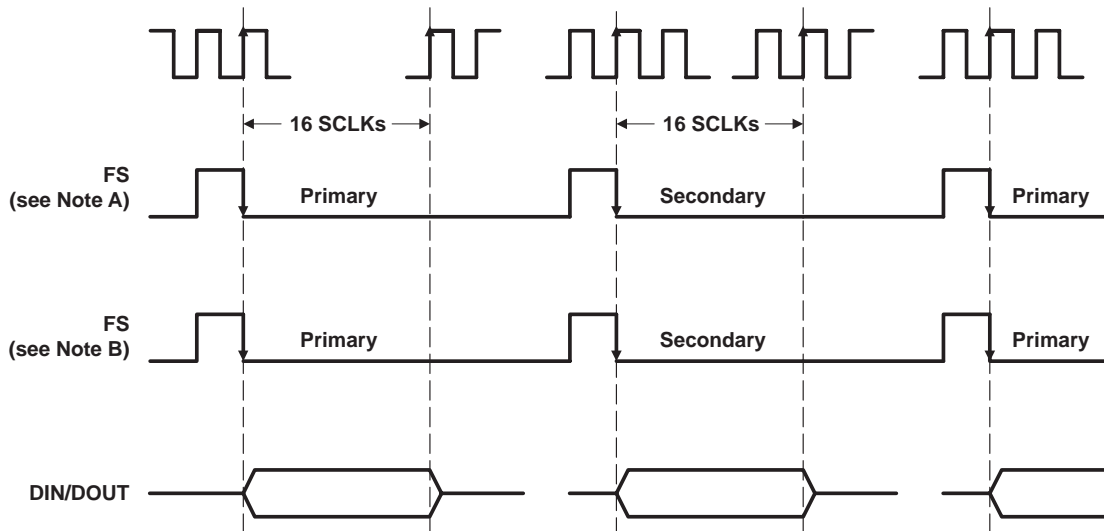 16 SCLKs
16 SCLKs
FS
(see Note A)
Primary
Secondary
Primary
FS
(see Note B)
Primary
Secondary
Primary
DIN/DOUT